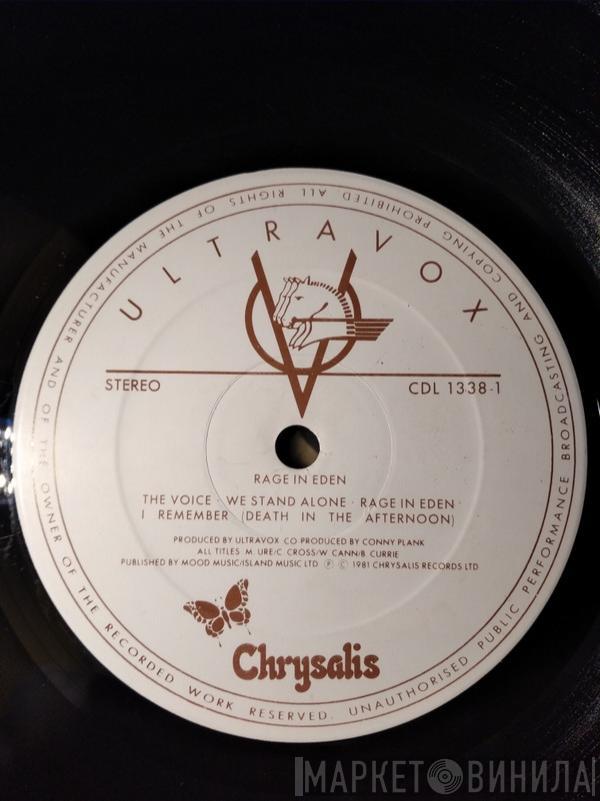 ALL RIGHTS OF THE MANUFACTURER AND OF THE OWNER OF THE RECORDED WORK RESERVED. UNAUTHORISED PUBLIC PERFORMANCE BROADCASTING AND COPYING PROHIBITED.
ULTRAVOX
STEREO
CDL 1338-1
RAGE IN EDEN
THE VOICE · WE STAND ALONE · RAGE IN EDEN ·
I REMEMBER (DEATH IN THE AFTERNOON)
PRODUCED BY ULTRAVOX CO-PRODUCED BY CONNY PLANK
ALL TITLES M. URE/C CROSS/W CANN/B. CURRIE
PUBLISHED BY MOOD MUSIC/ISLAND MUSIC LTD ℗ © 1981 CHRYSALIS RECORDS LTD
Chrysalis
МАРКЕТ ВИНИЛА